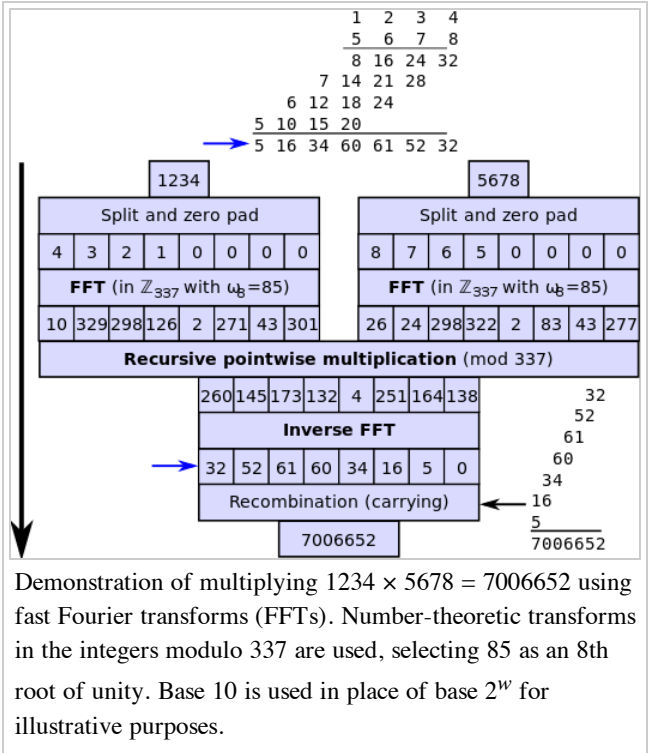 1 2 3 4
5 6 7 8
8 16 24 32
7 14 21 28
6 12 18 24
5 10 15 20
5 16 34 60 61 52 32
1234 5678
Split and zero pad Split and zero pad
4 3 2 1 0 0 0 0 8 7 6 5 0 0 0 0
FFT (in ℤ₃₃₇ with ω₈=85) FFT (in ℤ₃₃₇ with ω₈=85)
10 329 298 126 2 271 43 301 26 24 298 322 2 83 43 277
Recursive pointwise multiplication (mod 337)
260 145 173 132 4 251 164 138
Inverse FFT
32 52 61 60 34 16 5 0
Recombination (carrying)
7006652
32
52
61
60
34
16
5
7006652
Demonstration of multiplying 1234 × 5678 = 7006652 using
fast Fourier transforms (FFTs). Number-theoretic transforms
in the integers modulo 337 are used, selecting 85 as an 8th
root of unity. Base 10 is used in place of base 2ʷ for
illustrative purposes.